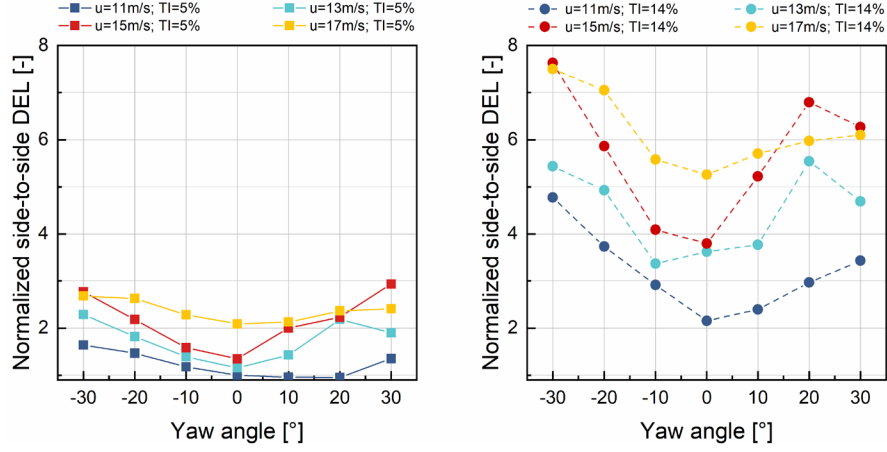 u=11m/s; TI=5% u=13m/s; TI=5%
u=15m/s; TI=5% u=17m/s; TI=5%
8
6
4
2
Normalized side-to-side DEL [-]
-30 -20 -10 0 10 20 30
Yaw angle [°]
u=11m/s; TI=14% u=13m/s; TI=14%
u=15m/s; TI=14% u=17m/s; TI=14%
8
6
4
2
Normalized side-to-side DEL [-]
-30 -20 -10 0 10 20 30
Yaw angle [°]